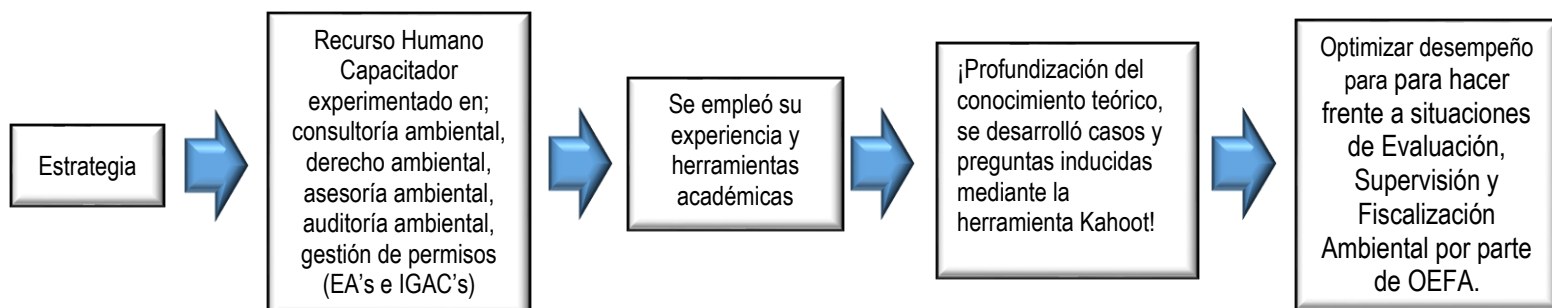 Estrategia
Recurso Humano
Capacitador
experimentado en;
consultoría ambiental,
derecho ambiental,
asesoría ambiental,
auditoría ambiental,
gestión de permisos
(EA's e IGAC's)
Se empleó su
experiencia y
herramientas
académicas
¡Profundización del
conocimiento teórico,
se desarrolló casos y
preguntas inducidas
mediante la
herramienta Kahoot!
Optimizar desempeño
para para hacer
frente a situaciones
de Evaluación,
Supervisión y
Fiscalización
Ambiental por parte
de OEFA.